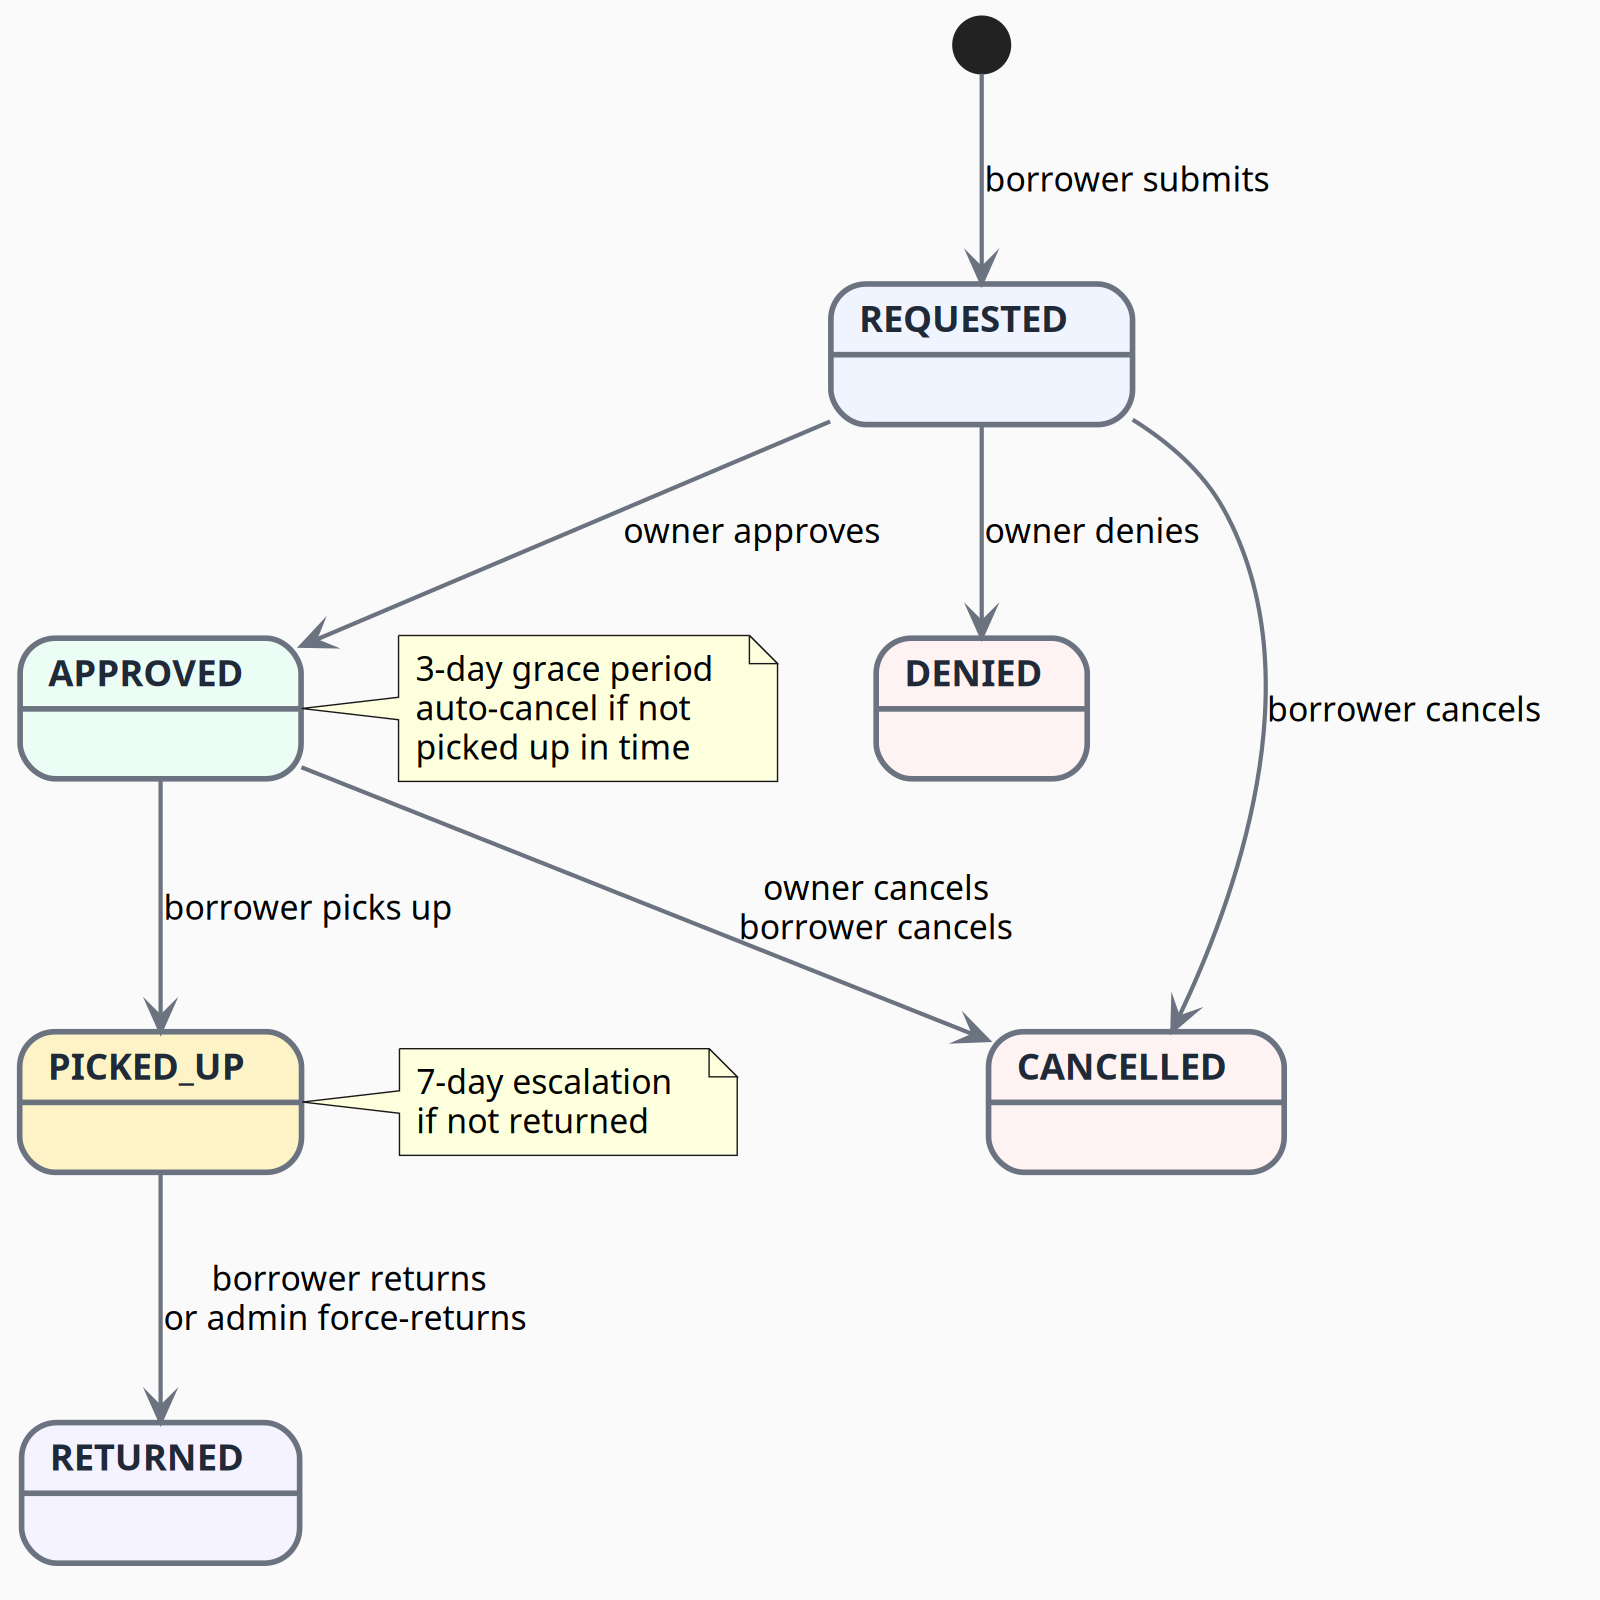 borrower submits
REQUESTED
owner approves
owner denies
APPROVED
3-day grace period
auto-cancel if not
picked up in time
DENIED
borrower cancels
borrower picks up
owner cancels
borrower cancels
PICKED_UP
7-day escalation
if not returned
CANCELLED
borrower returns
or admin force-returns
RETURNED